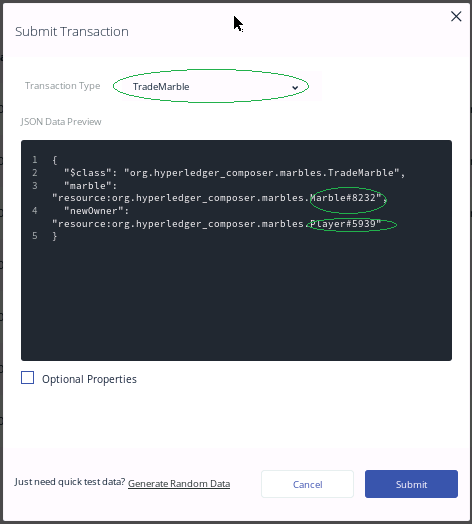 Submit Transaction
Transaction Type
TradeMarble
JSON Data Preview
1 {
2 "$class": "org.hyperledger_composer.marbles.TradeMarble",
3 "marble":
"resource:org.hyperledger_composer.marbles.Marble#8232",
4 "newOwner":
"resource:org.hyperledger_composer.marbles.Player#5939"
5 }
Optional Properties
Just need quick test data? Generate Random Data
Cancel
Submit